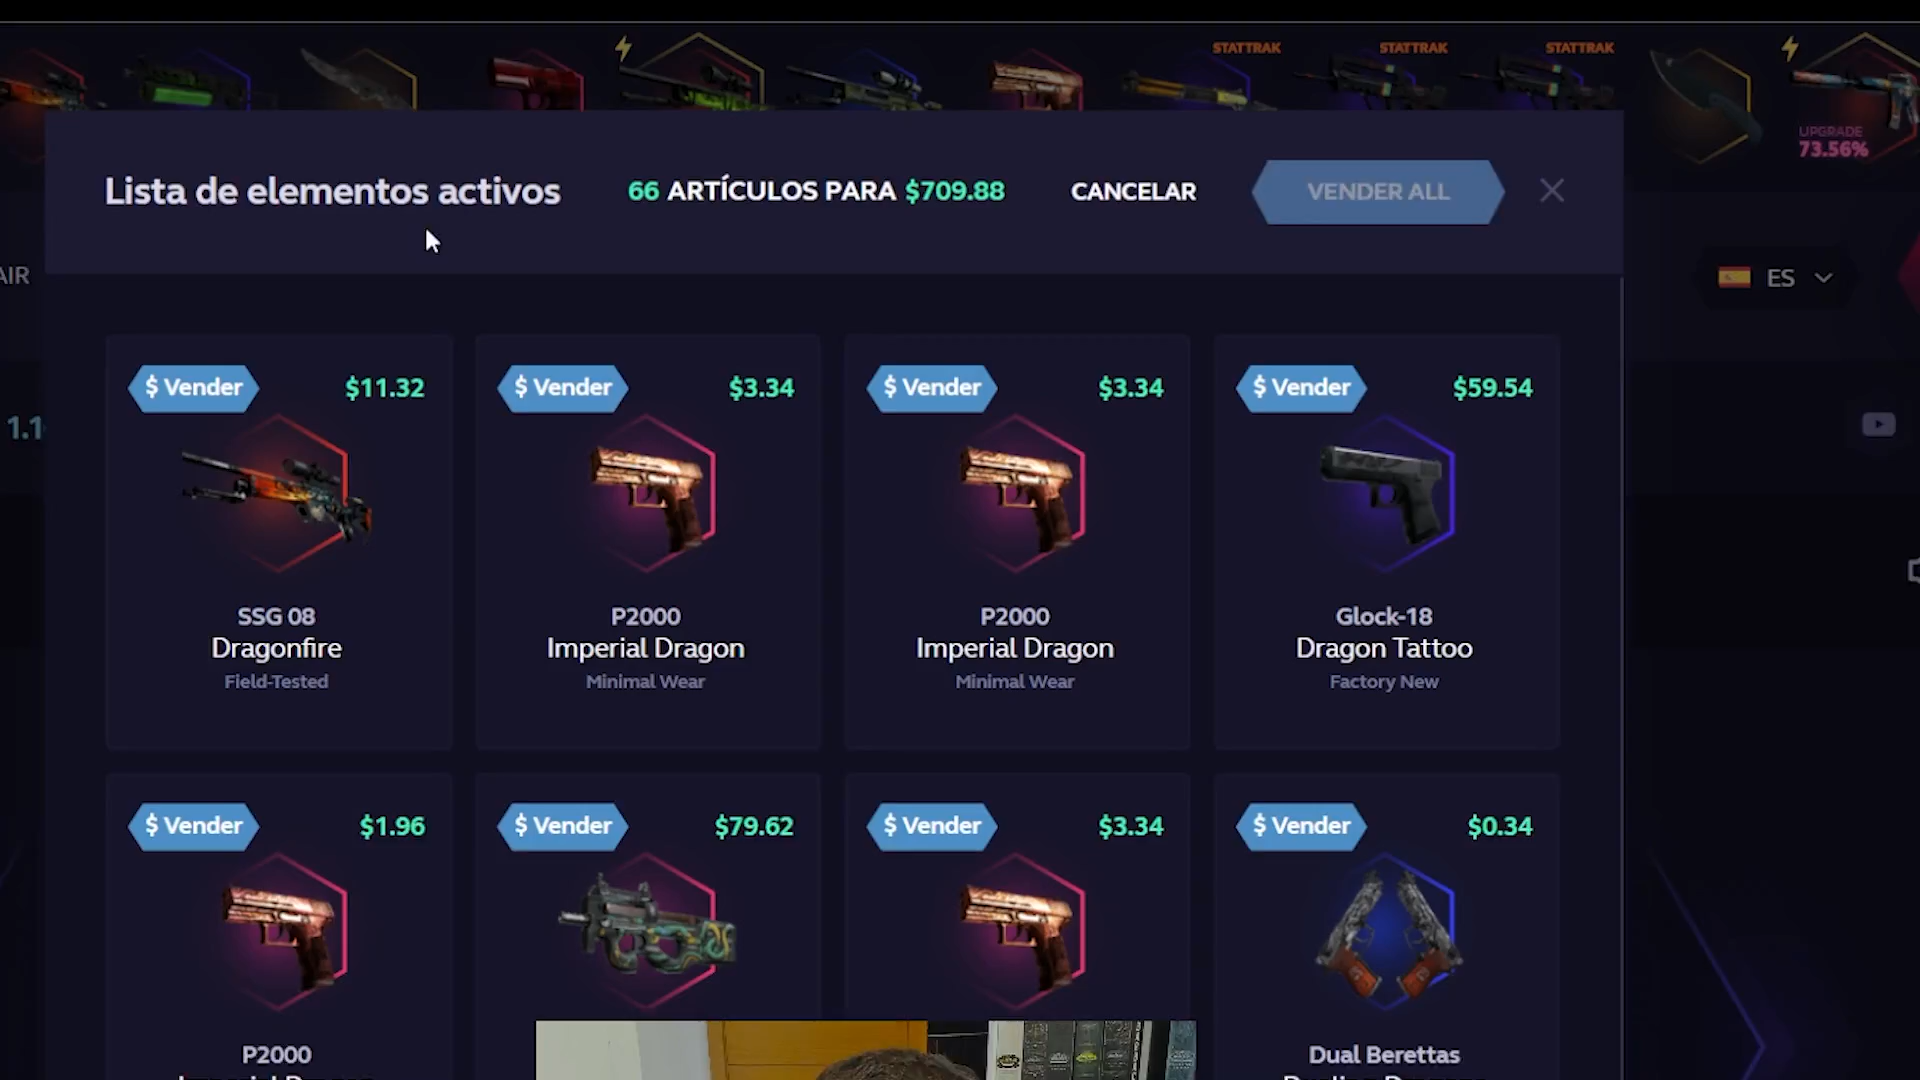 STATTRAK
STATTRAK
STATTRAK
UPGRADE
73.56%
Lista de elementos activos
66 ARTÍCULOS PARA $709.88
CANCELAR
VENDER ALL
AIR
ES
1.1
$ Vender
$11.32
SSG 08
Dragonfire
Field-Tested
$ Vender
$3.34
P2000
Imperial Dragon
Minimal Wear
$ Vender
$3.34
P2000
Imperial Dragon
Minimal Wear
$ Vender
$59.54
Glock-18
Dragon Tattoo
Factory New
$ Vender
$1.96
P2000
$ Vender
$79.62
$ Vender
$3.34
$ Vender
$0.34
Dual Berettas